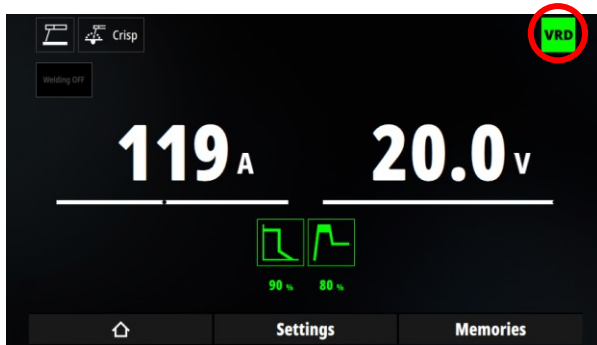 Crisp
VRD
Welding OFF
119 A
20.0 V
90 %
80 %
Settings
Memories